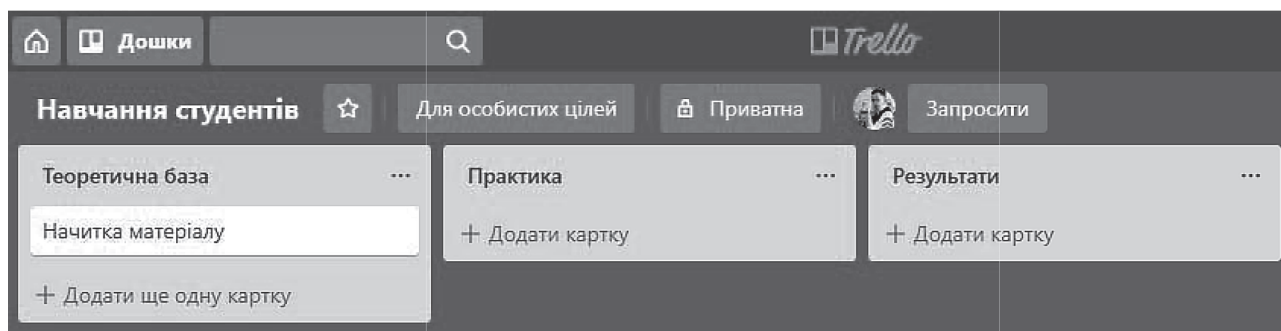 Дошки
Trello
Навчання студентів
Для особистих цілей
Приватна
Запросити
Теоретична база ...
Практика ...
Результати ...
Начитка матеріалу
+ Додати картку
+ Додати картку
+ Додати ще одну картку